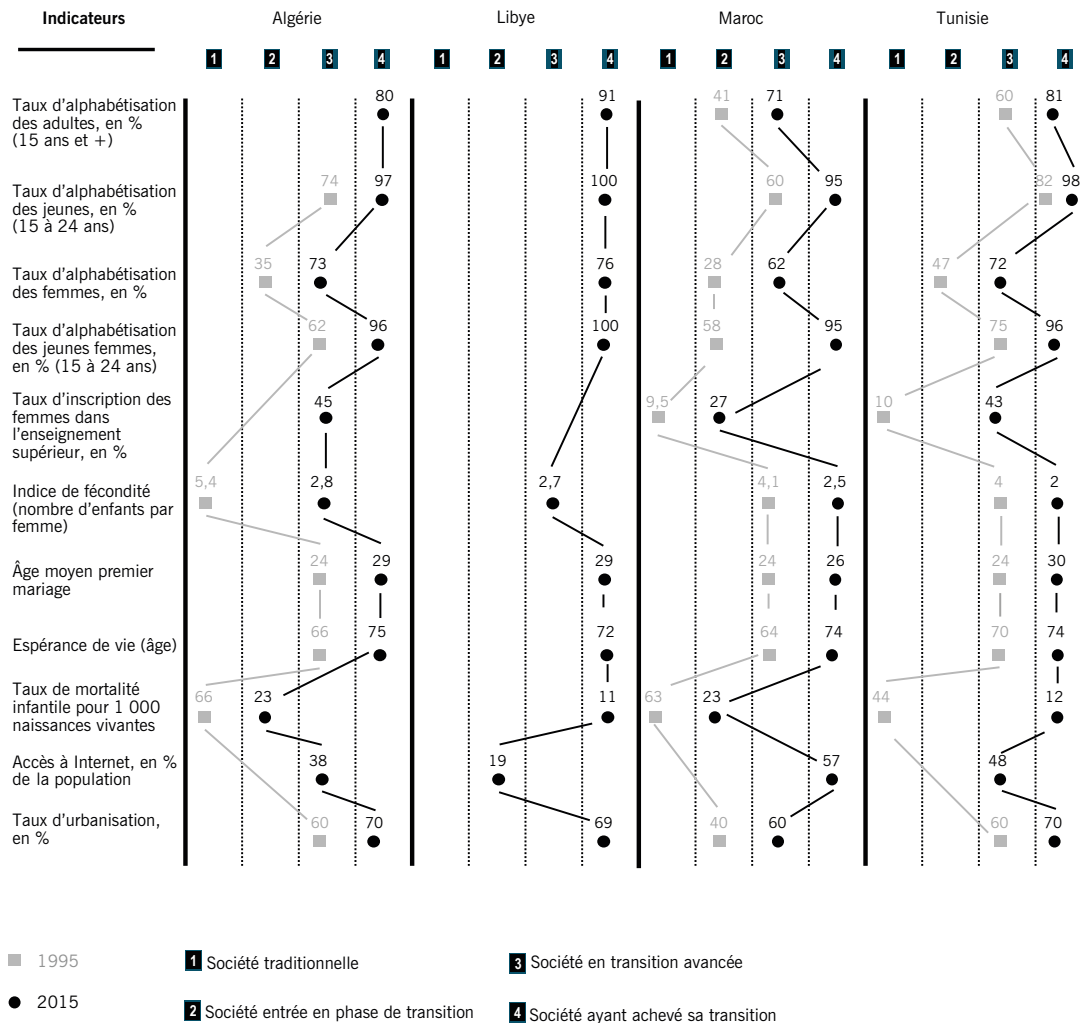 Indicateurs Algérie Libye Maroc Tunisie
1 2 3 4 1 2 3 4 1 2 3 4 1 2 3 4
Taux d'alphabétisation
des adultes, en %
(15 ans et +)
80 91 41 71 60 81
Taux d'alphabétisation
des jeunes, en %
(15 à 24 ans)
74 97 100 60 95 82 98
Taux d'alphabétisation
des femmes, en %
35 73 76 28 62 47 72
Taux d'alphabétisation
des jeunes femmes,
en % (15 à 24 ans)
62 96 100 58 95 75 96
Taux d'inscription des
femmes dans
l'enseignement
supérieur, en %
45 9,5 27 10 43
Indice de fécondité
(nombre d'enfants par
femme)
5,4 2,8 2,7 4,1 2,5 4 2
Âge moyen premier
mariage
24 29 29 24 26 24 30
Espérance de vie (âge)
66 75 72 64 74 70 74
Taux de mortalité
infantile pour 1 000
naissances vivantes
66 23 11 63 23 44 12
Accès à Internet, en %
de la population
38 19 57 48
Taux d'urbanisation,
en %
60 70 69 40 60 60 70
1995
2015
1 Société traditionnelle
2 Société entrée en phase de transition
3 Société en transition avancée
4 Société ayant achevé sa transition